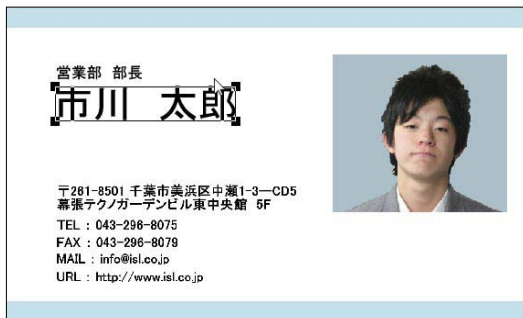 営業部 部長
市川 太郎
〒261-8501 千葉市美浜区中瀬1-3―CD5
幕張テクノガーデンビル東中央館 5F
TEL : 043-296-8075
FAX : 043-296-8079
MAIL : info@isl.co.jp
URL : http://www.isl.co.jp